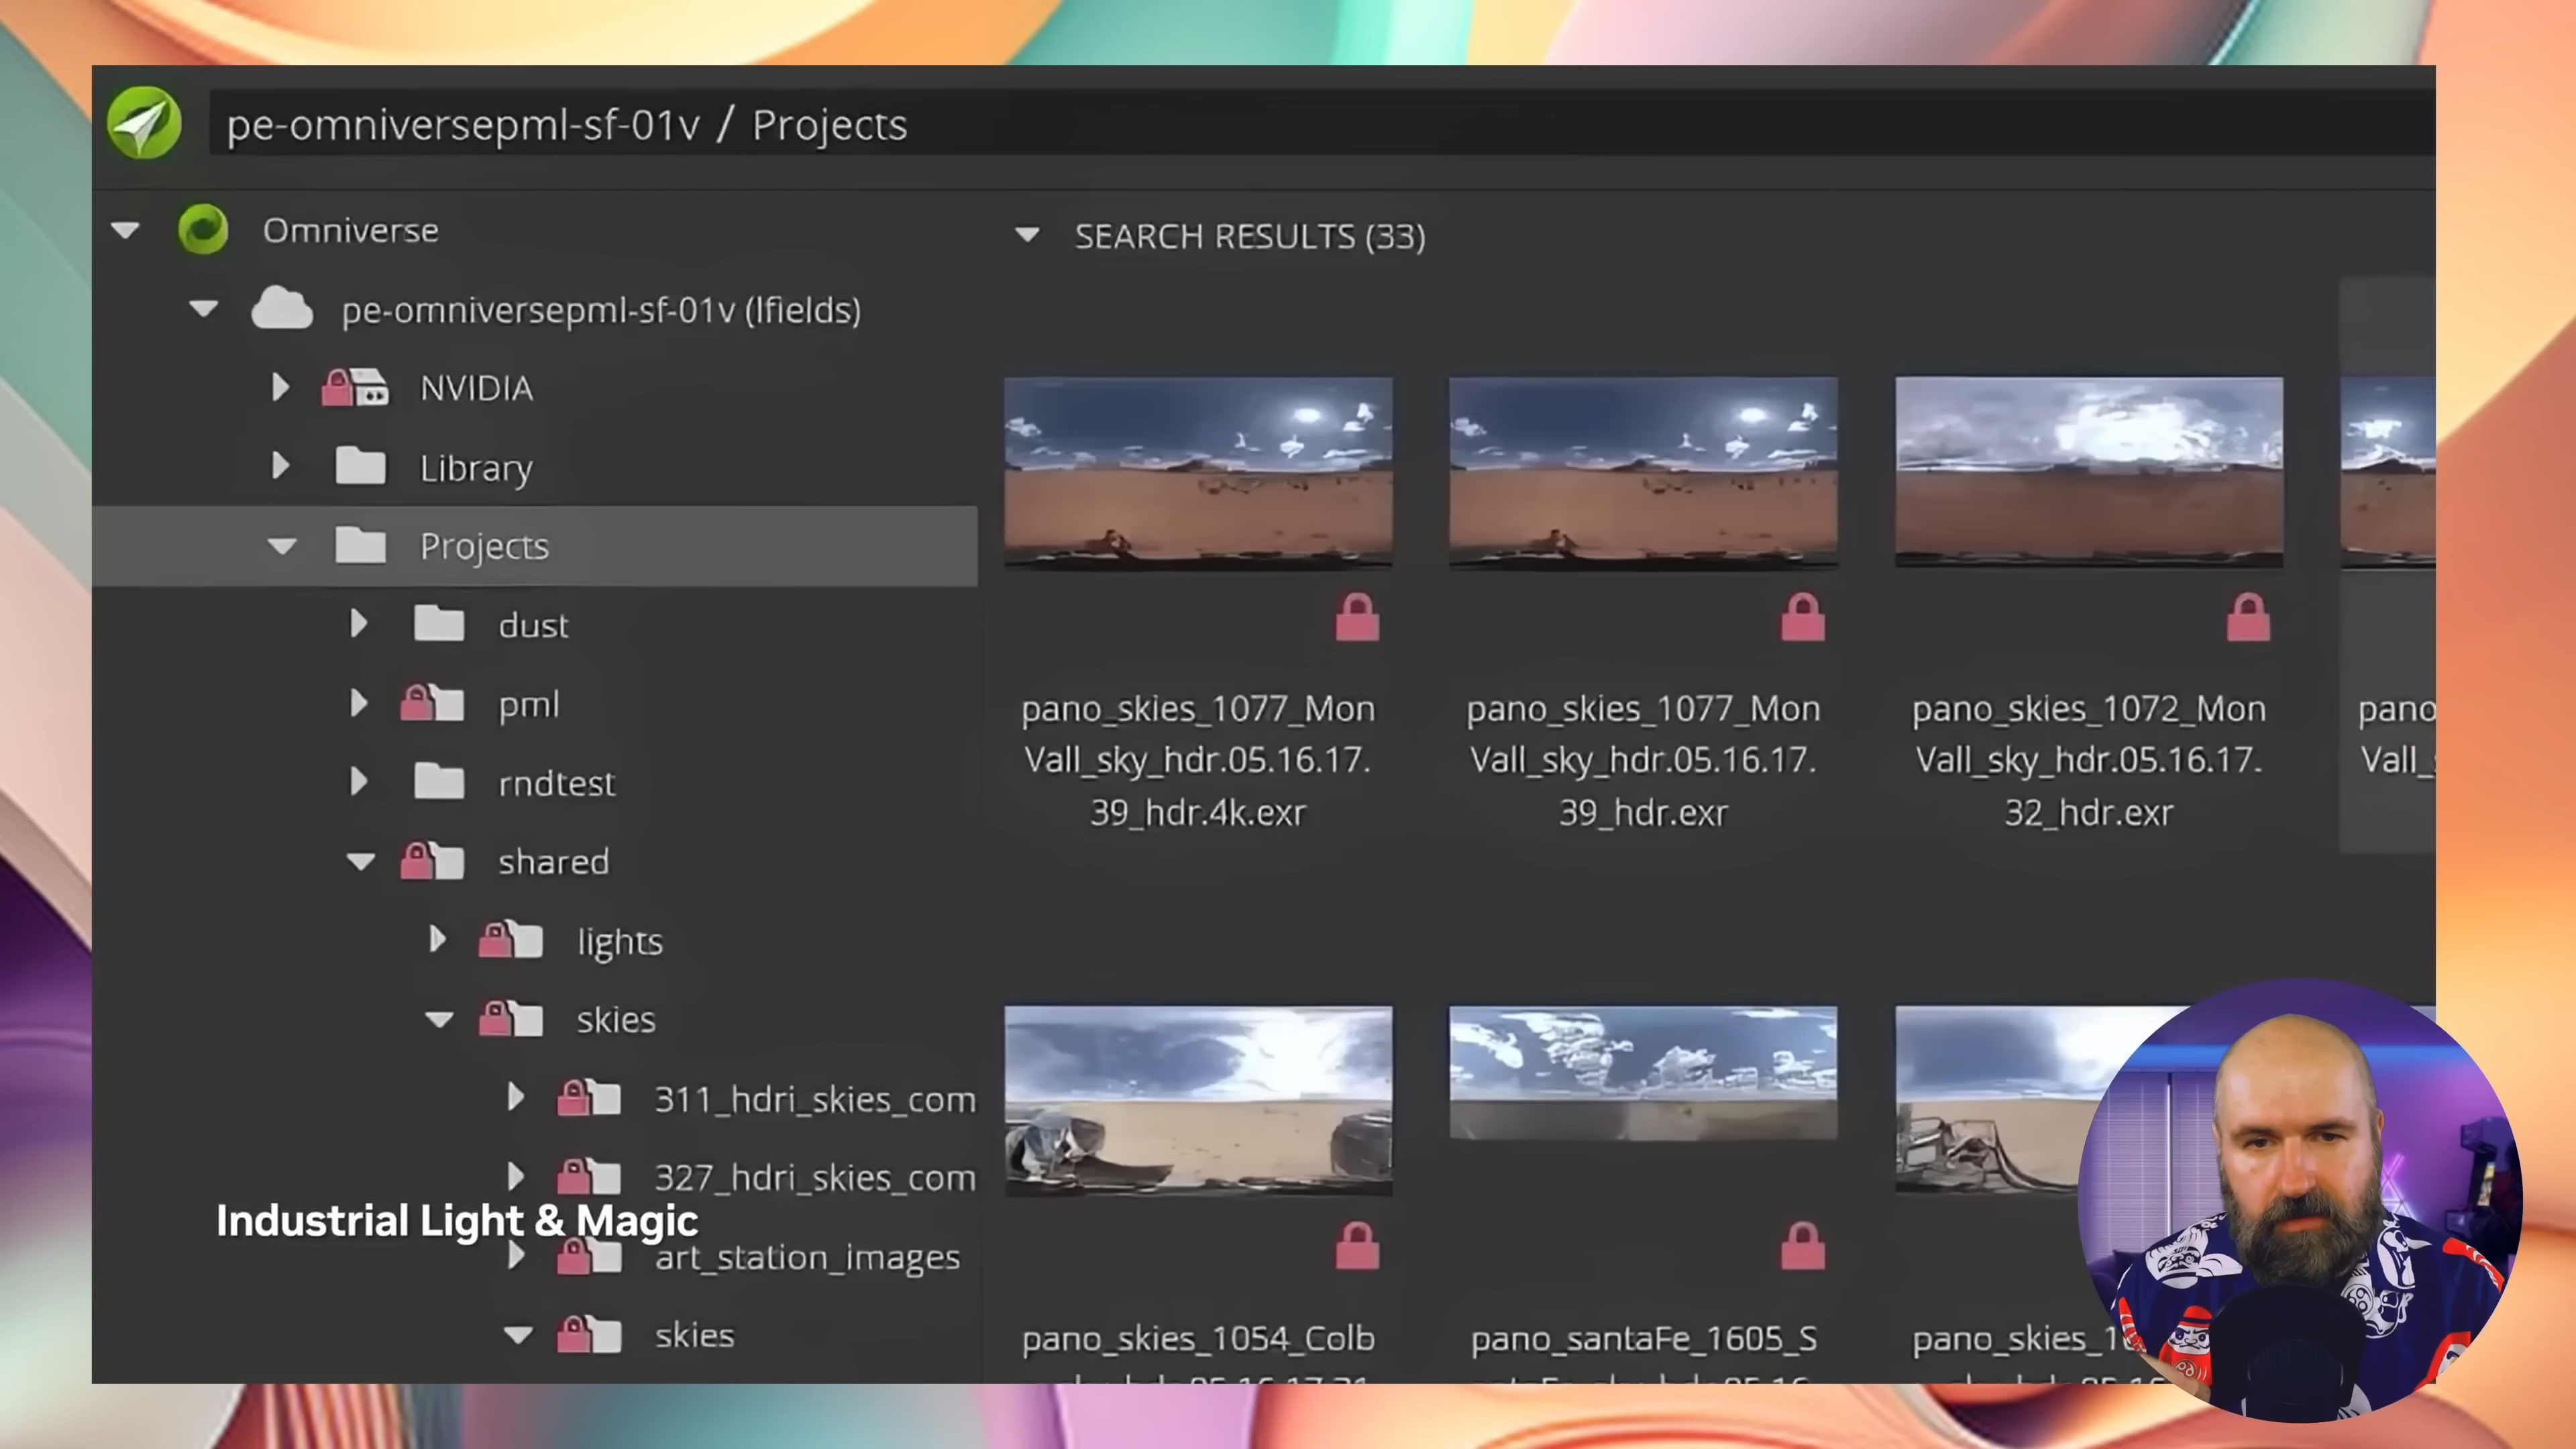 pe-omniversepml-sf-01v / Projects
Omniverse
pe-omniversepml-sf-01v (lfields)
NVIDIA
Library
Projects
dust
pml
rndtest
shared
lights
skies
311_hdri_skies_com
327_hdri_skies_com
Industrial Light & Magic
art_station_images
skies
SEARCH RESULTS (33)
pano_skies_1077_Mon
Vall_sky_hdr.05.16.17.
39_hdr.4k.exr
pano_skies_1077_Mon
Vall_sky_hdr.05.16.17.
39_hdr.exr
pano_skies_1072_Mon
Vall_sky_hdr.05.16.17.
32_hdr.exr
pano
Vall_
pano_skies_1054_Colb
pano_santaFe_1605_S